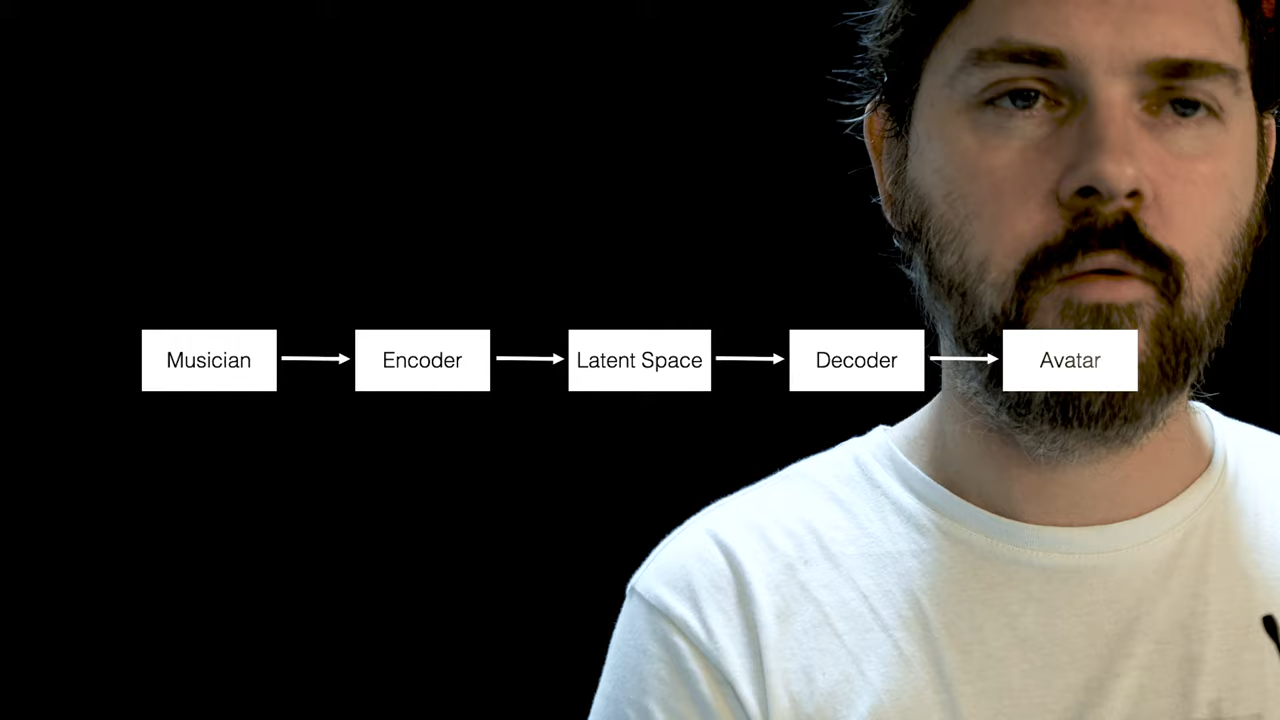 Musician
Encoder
Latent Space
Decoder
Avatar